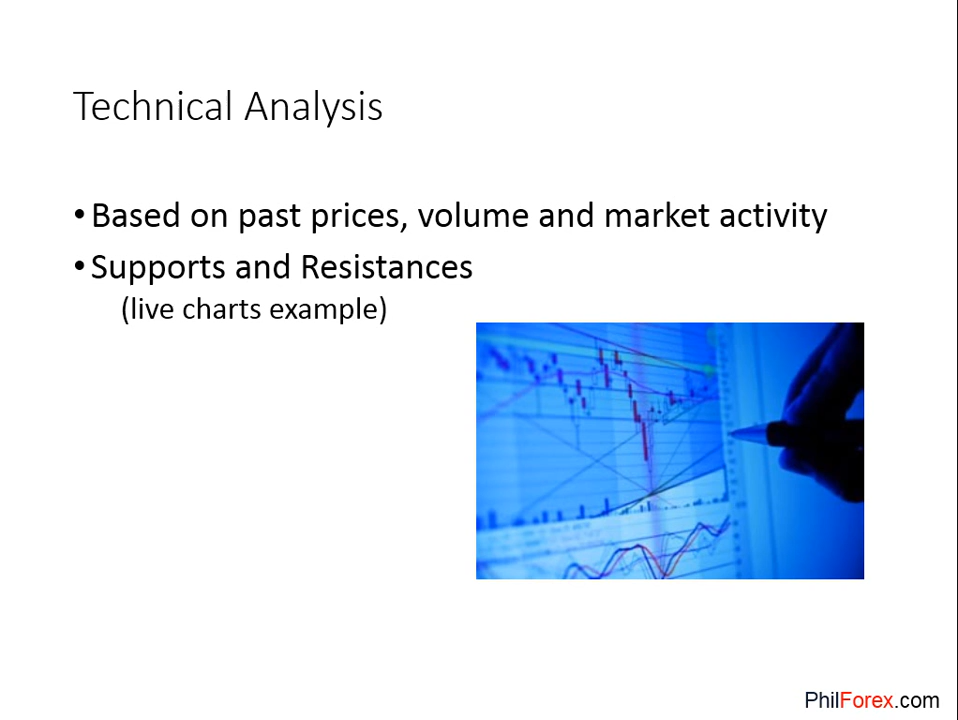 Technical Analysis
•Based on past prices, volume and market activity
•Supports and Resistances
(live charts example)
PhilForex.com